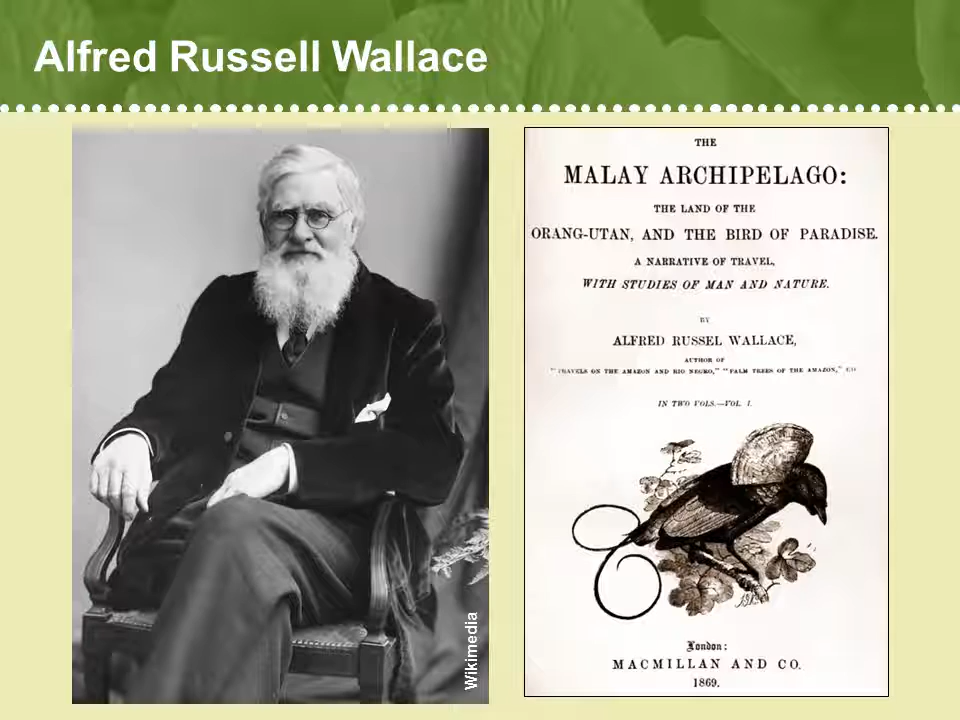 Alfred Russell Wallace
THE
MALAY ARCHIPELAGO:
THE LAND OF THE
ORANG-UTAN, AND THE BIRD OF PARADISE.
A NARRATIVE OF TRAVEL,
WITH STUDIES OF MAN AND NATURE.
BY
ALFRED RUSSEL WALLACE,
AUTHOR OF
"TRAVELS ON THE AMAZON AND RIO NEGRO," "PALM TREES OF THE AMAZON,"
IN TWO VOLS.—VOL. I.
London:
MACMILLAN AND CO.
1869.
Wikimedia